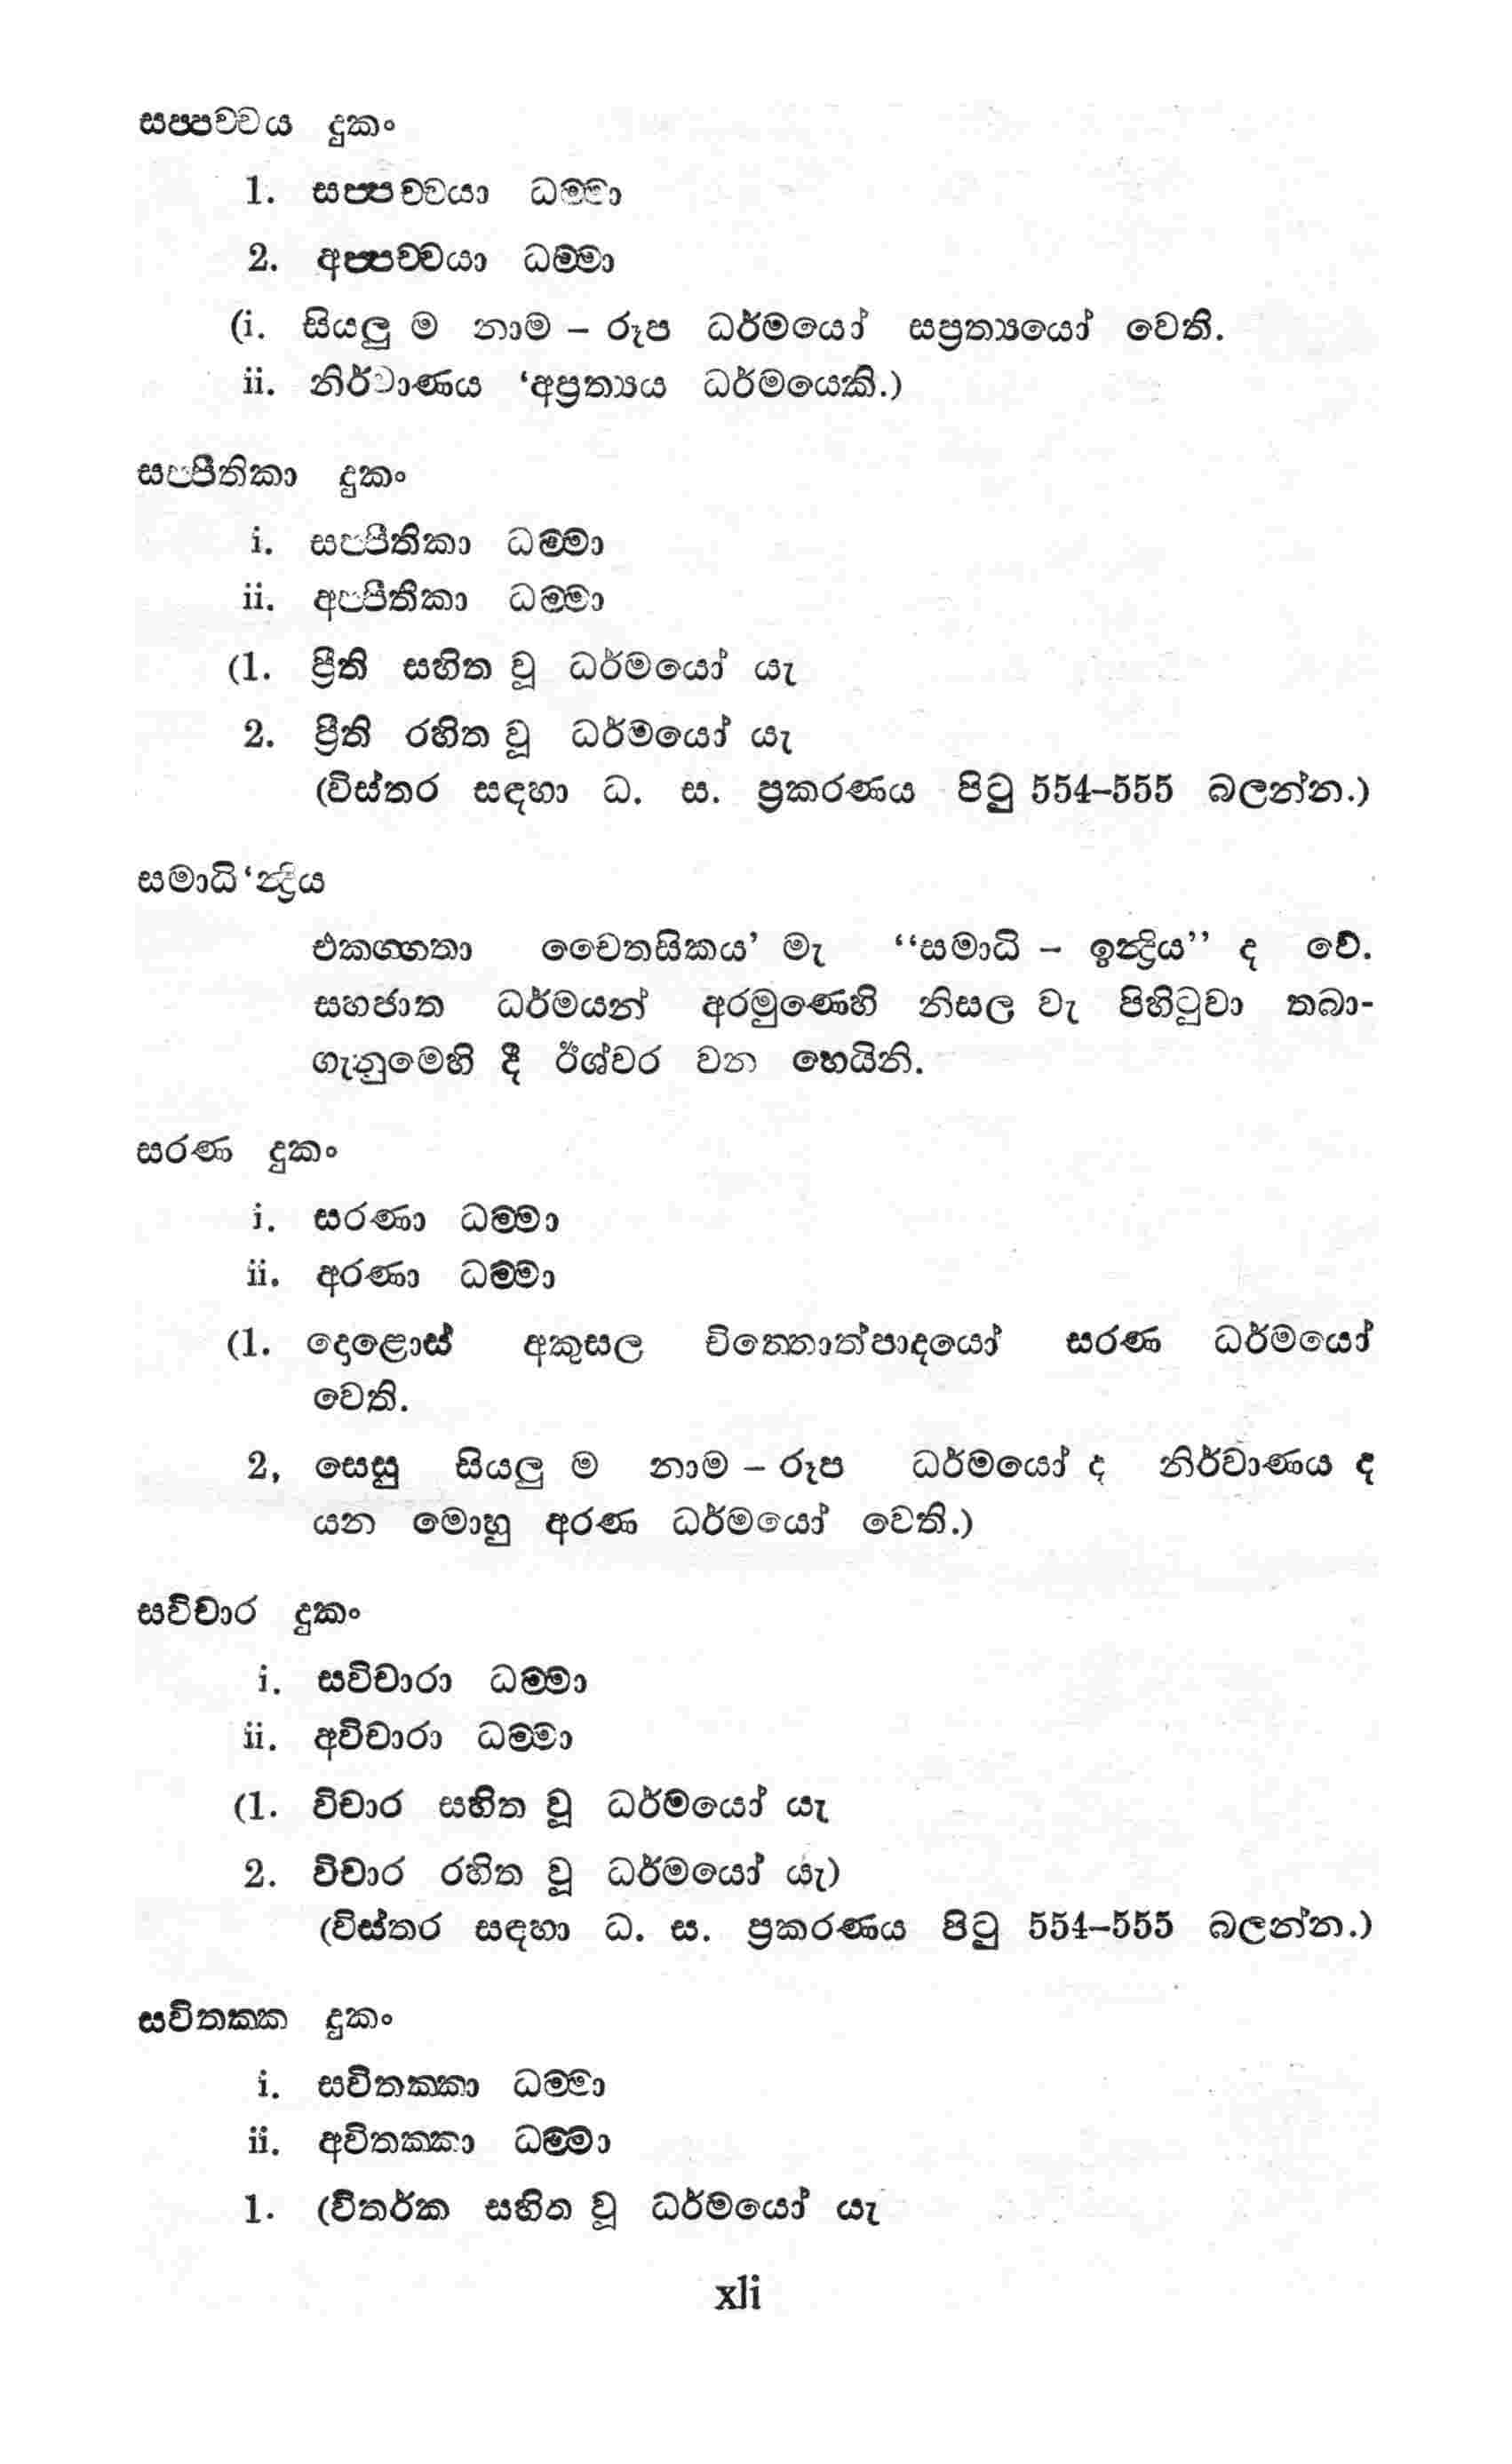 සප්පච්චය දුකං
1. සප්පච්චයා ධම්මා
2. අප්පච්චයා ධම්මා
(i. සියලු ම නාම – රූප ධර්මයෝ සප්‍රත්‍යයෝ වෙති.
ii. නිර්වාණය ‘අප්‍රත්‍යය ධර්මයෙකි.)
සප්පීතිකා දුකං
i. සප්පීතිකා ධම්මා
ii. අප්පීතිකා ධම්මා
(1. ප්‍රීති සහිත වූ ධර්මයෝ යැ
2. ප්‍රීති රහිත වූ ධර්මයෝ යැ
(විස්තර සඳහා ධ. ස. ප්‍රකරණය පිටු 554–555 බලන්න.)
සමාධි‘න්ද්‍රිය
එකග්ගතා චෛතසිකය’ මැ “සමාධි – ඉන්ද්‍රිය” ද වේ.
සහජාත ධර්මයන් අරමුණෙහි නිසල වැ පිහිටුවා තබා-
ගැනුමෙහි දී ඊශ්වර වන හෙයිනි.
සරණ දුකං
i. සරණා ධම්මා
ii. අරණා ධම්මා
(1. දොළොස් අකුසල චිත්තොත්පාදයෝ සරණ ධර්මයෝ
වෙති.
2, සෙසු සියලු ම නාම – රූප ධර්මයෝ ද නිර්වාණය ද
යන මොහු අරණ ධර්මයෝ වෙති.)
සවිචාර දුකං
i. සවිචාරා ධම්මා
ii. අවිචාරා ධම්මා
(1. විචාර සහිත වූ ධර්මයෝ යැ
2. විචාර රහිත වූ ධර්මයෝ යැ)
(විස්තර සඳහා ධ. ස. ප්‍රකරණය පිටු 554–555 බලන්න.)
සවිතක්ක දුකං
i. සවිතක්කා ධම්මා
ii. අවිතක්කා ධම්මා
1. (විතර්ක සහිත වූ ධර්මයෝ යැ
xli